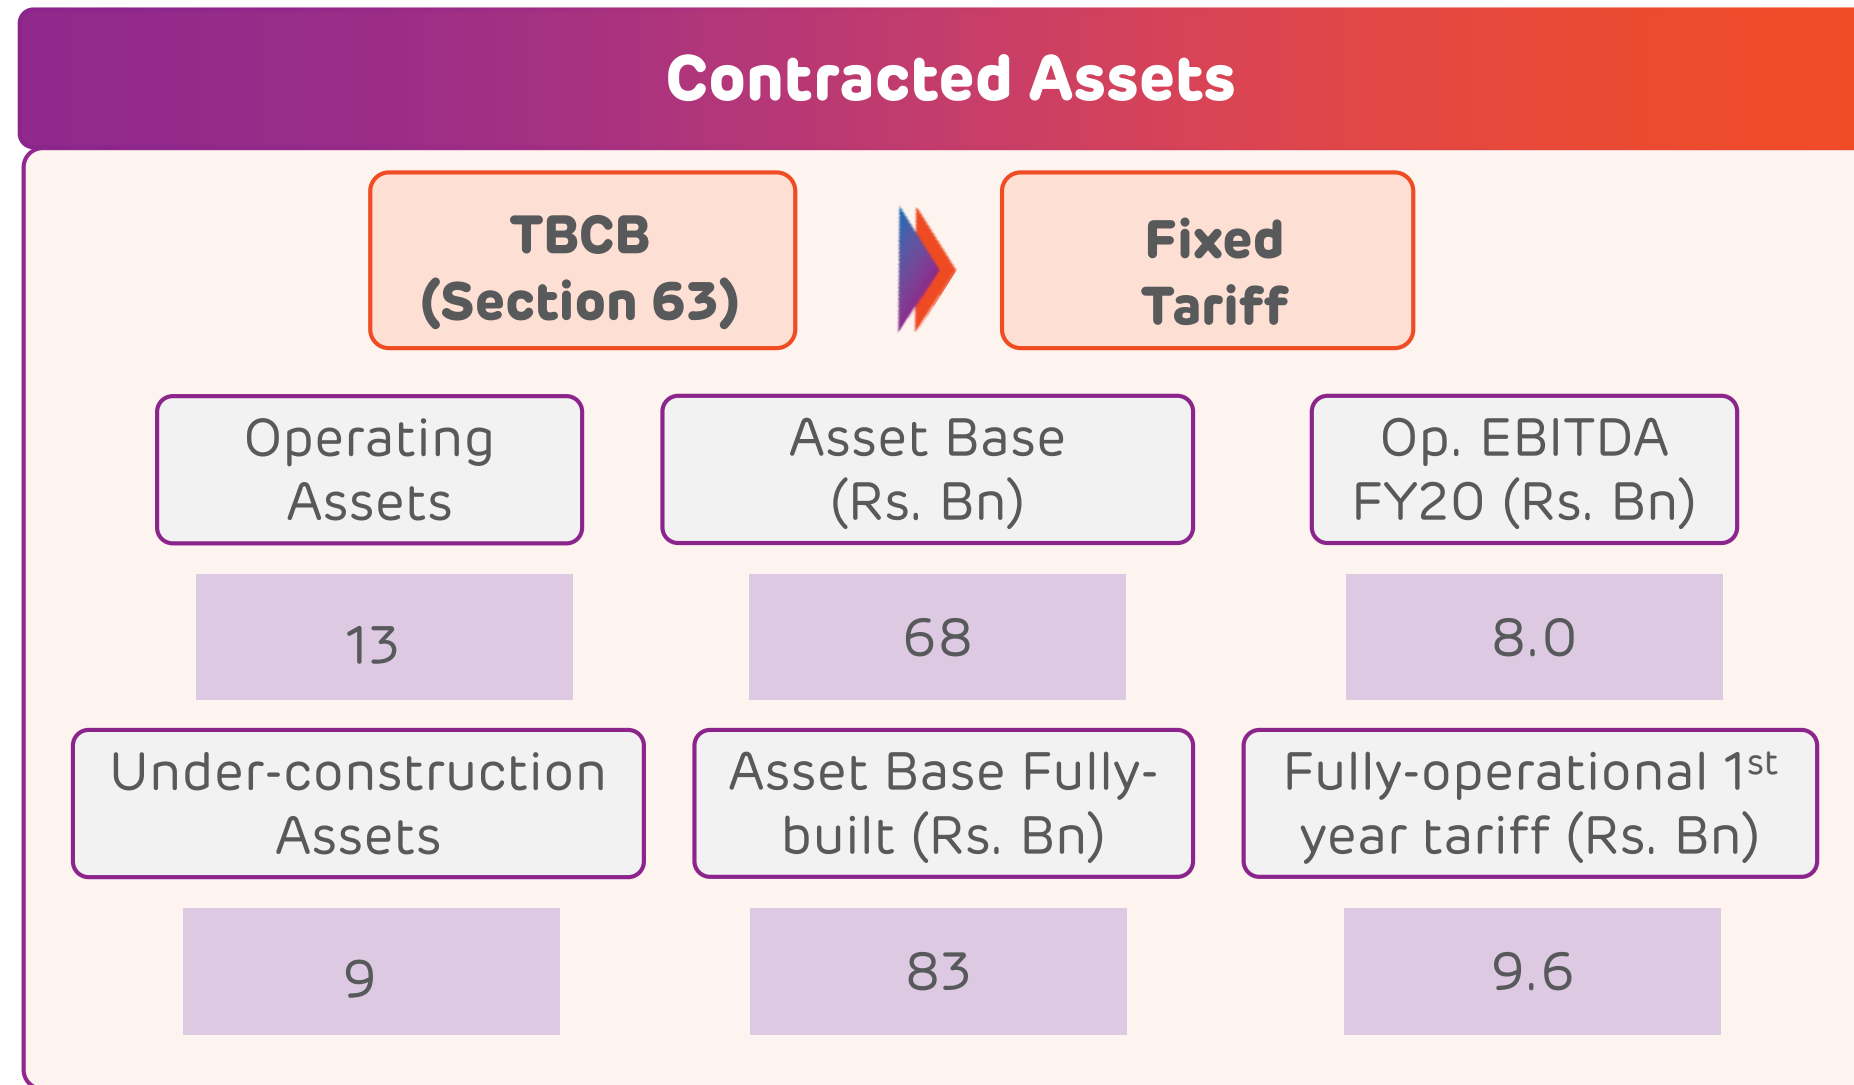 Contracted Assets
TBCB
(Section 63)
Fixed
Tariff
Operating
Assets
Asset Base
(Rs. Bn)
Op. EBITDA
FY20 (Rs. Bn)
13
68
8.0
Under-construction
Assets
Asset Base Fully-
built (Rs. Bn)
Fully-operational 1st
year tariff (Rs. Bn)
9
83
9.6